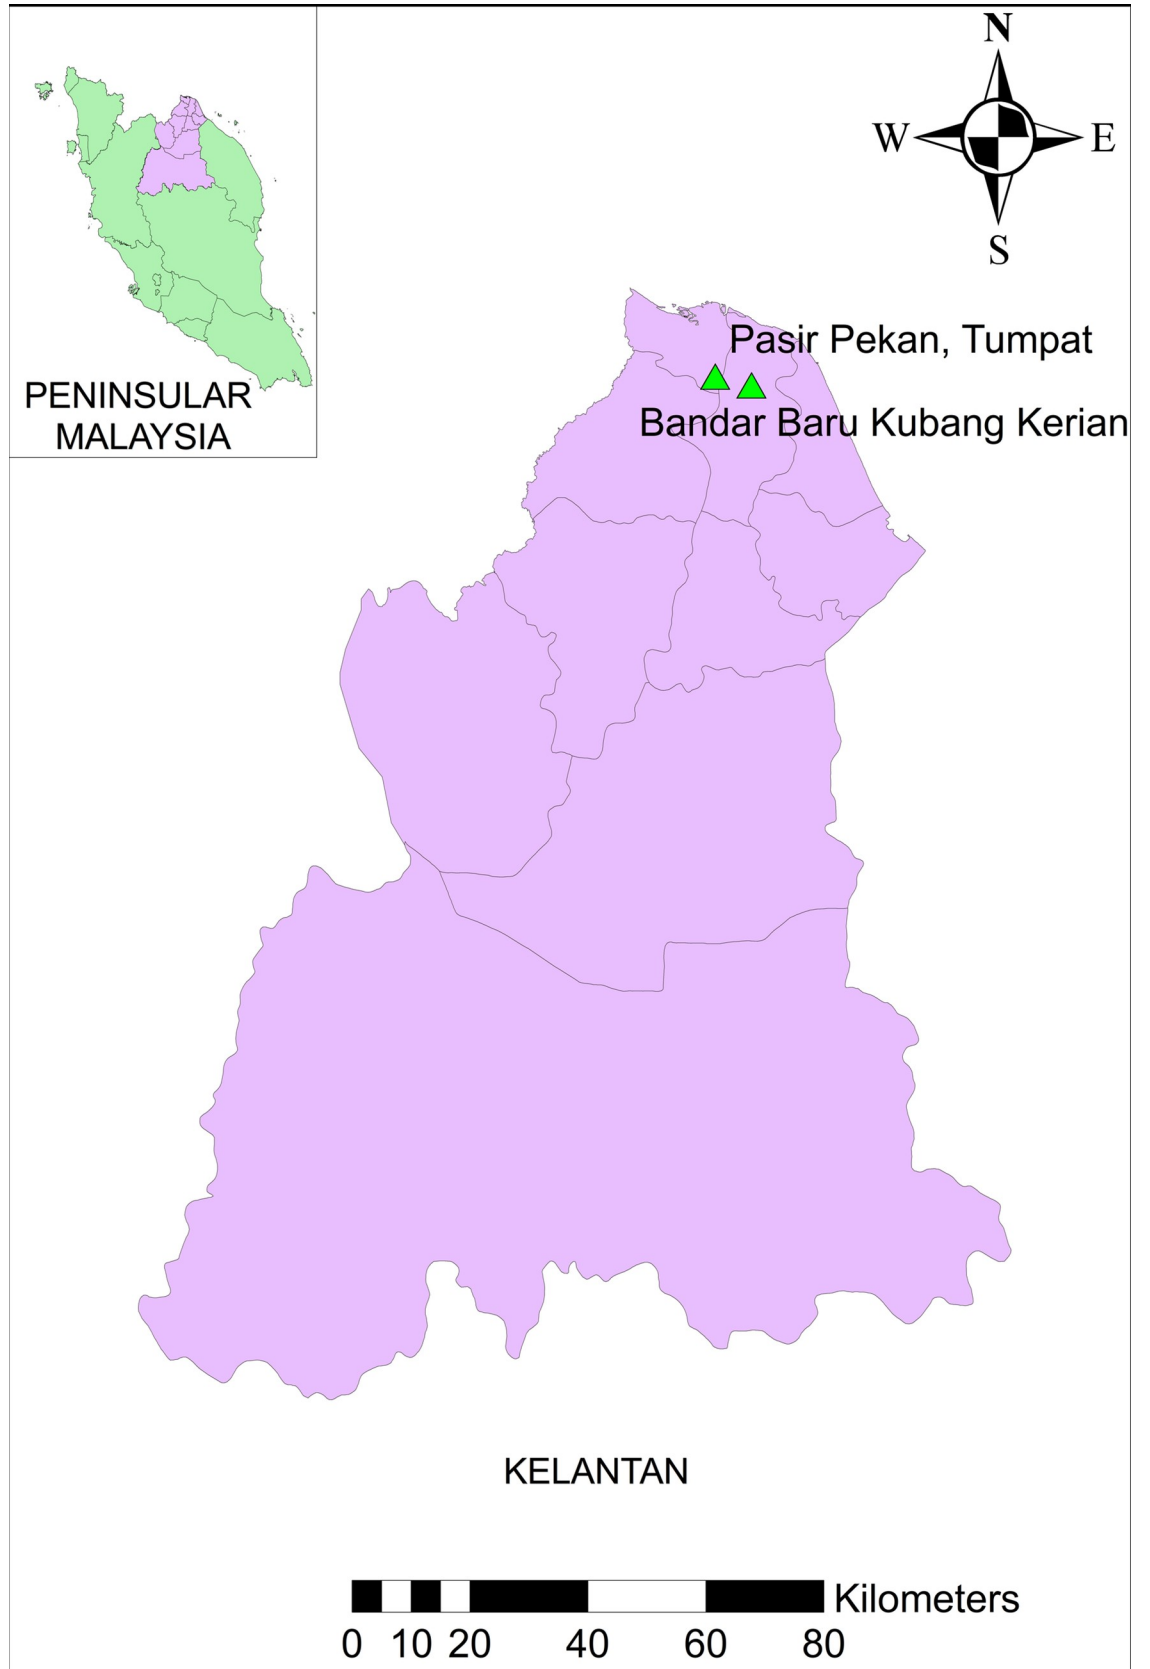 N
W
E
S
PENINSULAR
MALAYSIA
Pasir Pekan, Tumpat
Bandar Baru Kubang Kerian
KELANTAN
Kilometers
0 10 20 40 60 80